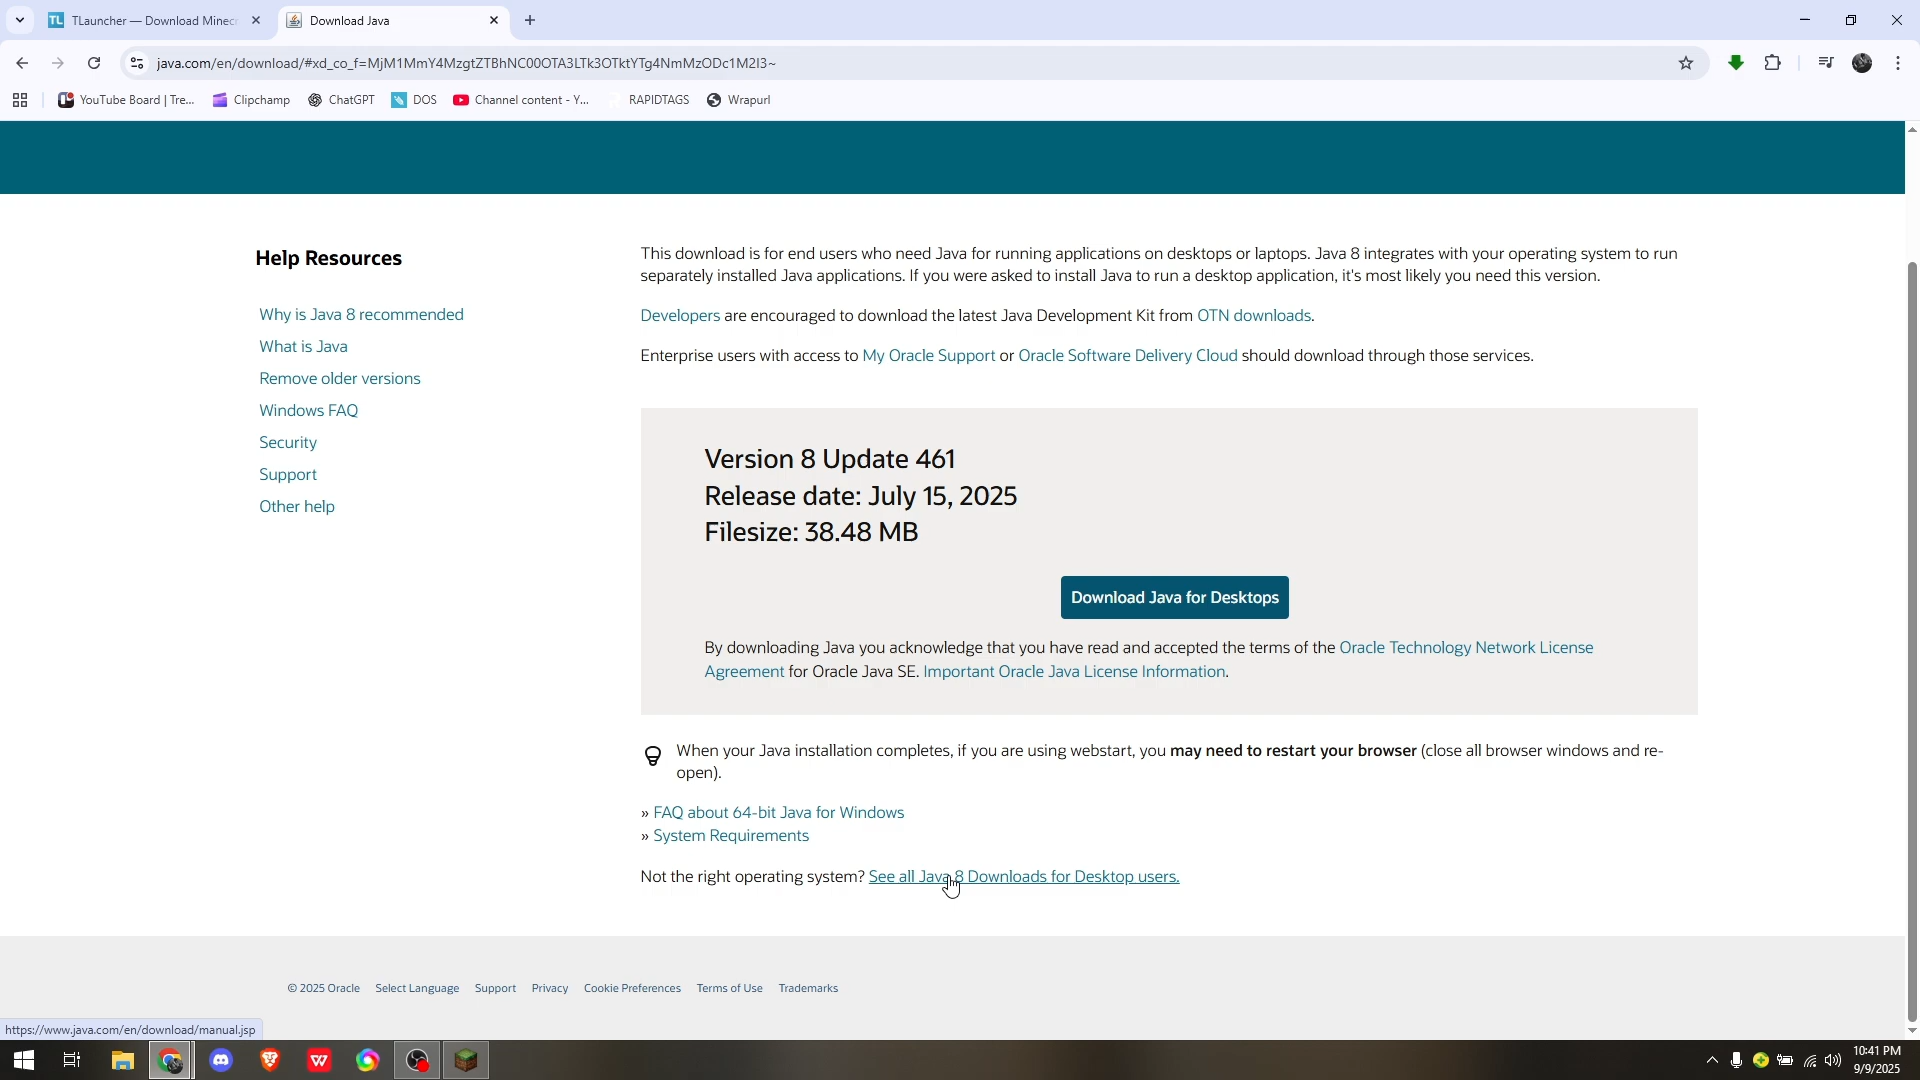 TL TLauncher — Download Minec
Download Java
java.com/en/download/#xd_co_f=MjM1MmY4MzgtZTBhNC00OTA3LTk3OTktYTg4NmMzODc1M2I3~
YouTube Board | Tre...
Clipchamp
ChatGPT
DOS
Channel content - Y...
RAPIDTAGS
Wrapurl
Help Resources
Why is Java 8 recommended
What is Java
Remove older versions
Windows FAQ
Security
Support
Other help
This download is for end users who need Java for running applications on desktops or laptops. Java 8 integrates with your operating system to run
separately installed Java applications. If you were asked to install Java to run a desktop application, it's most likely you need this version.
Developers are encouraged to download the latest Java Development Kit from OTN downloads.
Enterprise users with access to My Oracle Support or Oracle Software Delivery Cloud should download through those services.
Version 8 Update 461
Release date: July 15, 2025
Filesize: 38.48 MB
Download Java for Desktops
By downloading Java you acknowledge that you have read and accepted the terms of the Oracle Technology Network License
Agreement for Oracle Java SE. Important Oracle Java License Information.
When your Java installation completes, if you are using webstart, you may need to restart your browser (close all browser windows and re-
open).
» FAQ about 64-bit Java for Windows
» System Requirements
Not the right operating system? See all Java 8 Downloads for Desktop users.
© 2025 Oracle Select Language Support Privacy Cookie Preferences Terms of Use Trademarks
https://www.java.com/en/download/manual.jsp
10:41 PM
9/9/2025